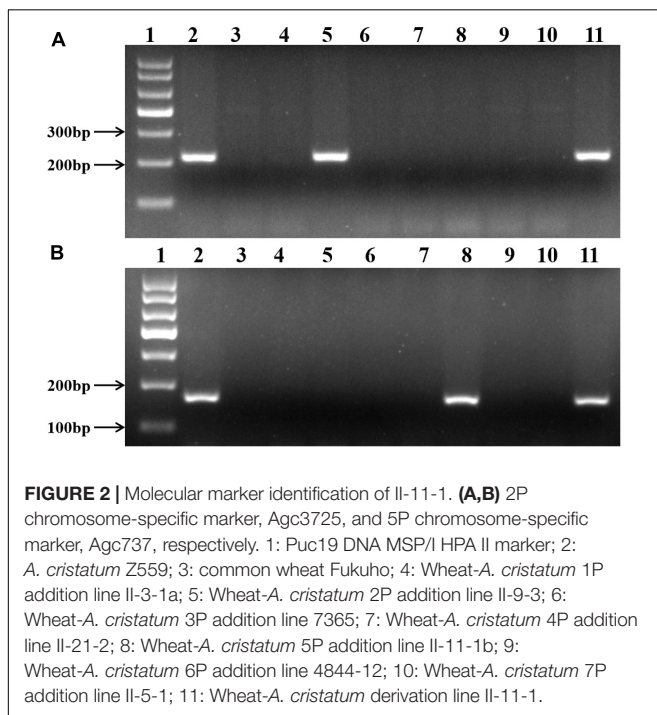 A
1 2 3 4 5 6 7 8 9 10 11
300bp
200bp
B
1 2 3 4 5 6 7 8 9 10 11
200bp
100bp
FIGURE 2 | Molecular marker identification of II-11-1. (A,B) 2P
chromosome-specific marker, Agc3725, and 5P chromosome-specific
marker, Agc737, respectively. 1: Puc19 DNA MSP/I HPA II marker; 2:
A. cristatum Z559; 3: common wheat Fukuho; 4: Wheat-A. cristatum 1P
addition line II-3-1a; 5: Wheat-A. cristatum 2P addition line II-9-3; 6:
Wheat-A. cristatum 3P addition line 7365; 7: Wheat-A. cristatum 4P addition
line II-21-2; 8: Wheat-A. cristatum 5P addition line II-11-1b; 9:
Wheat-A. cristatum 6P addition line 4844-12; 10: Wheat-A. cristatum 7P
addition line II-5-1; 11: Wheat-A. cristatum derivation line II-11-1.